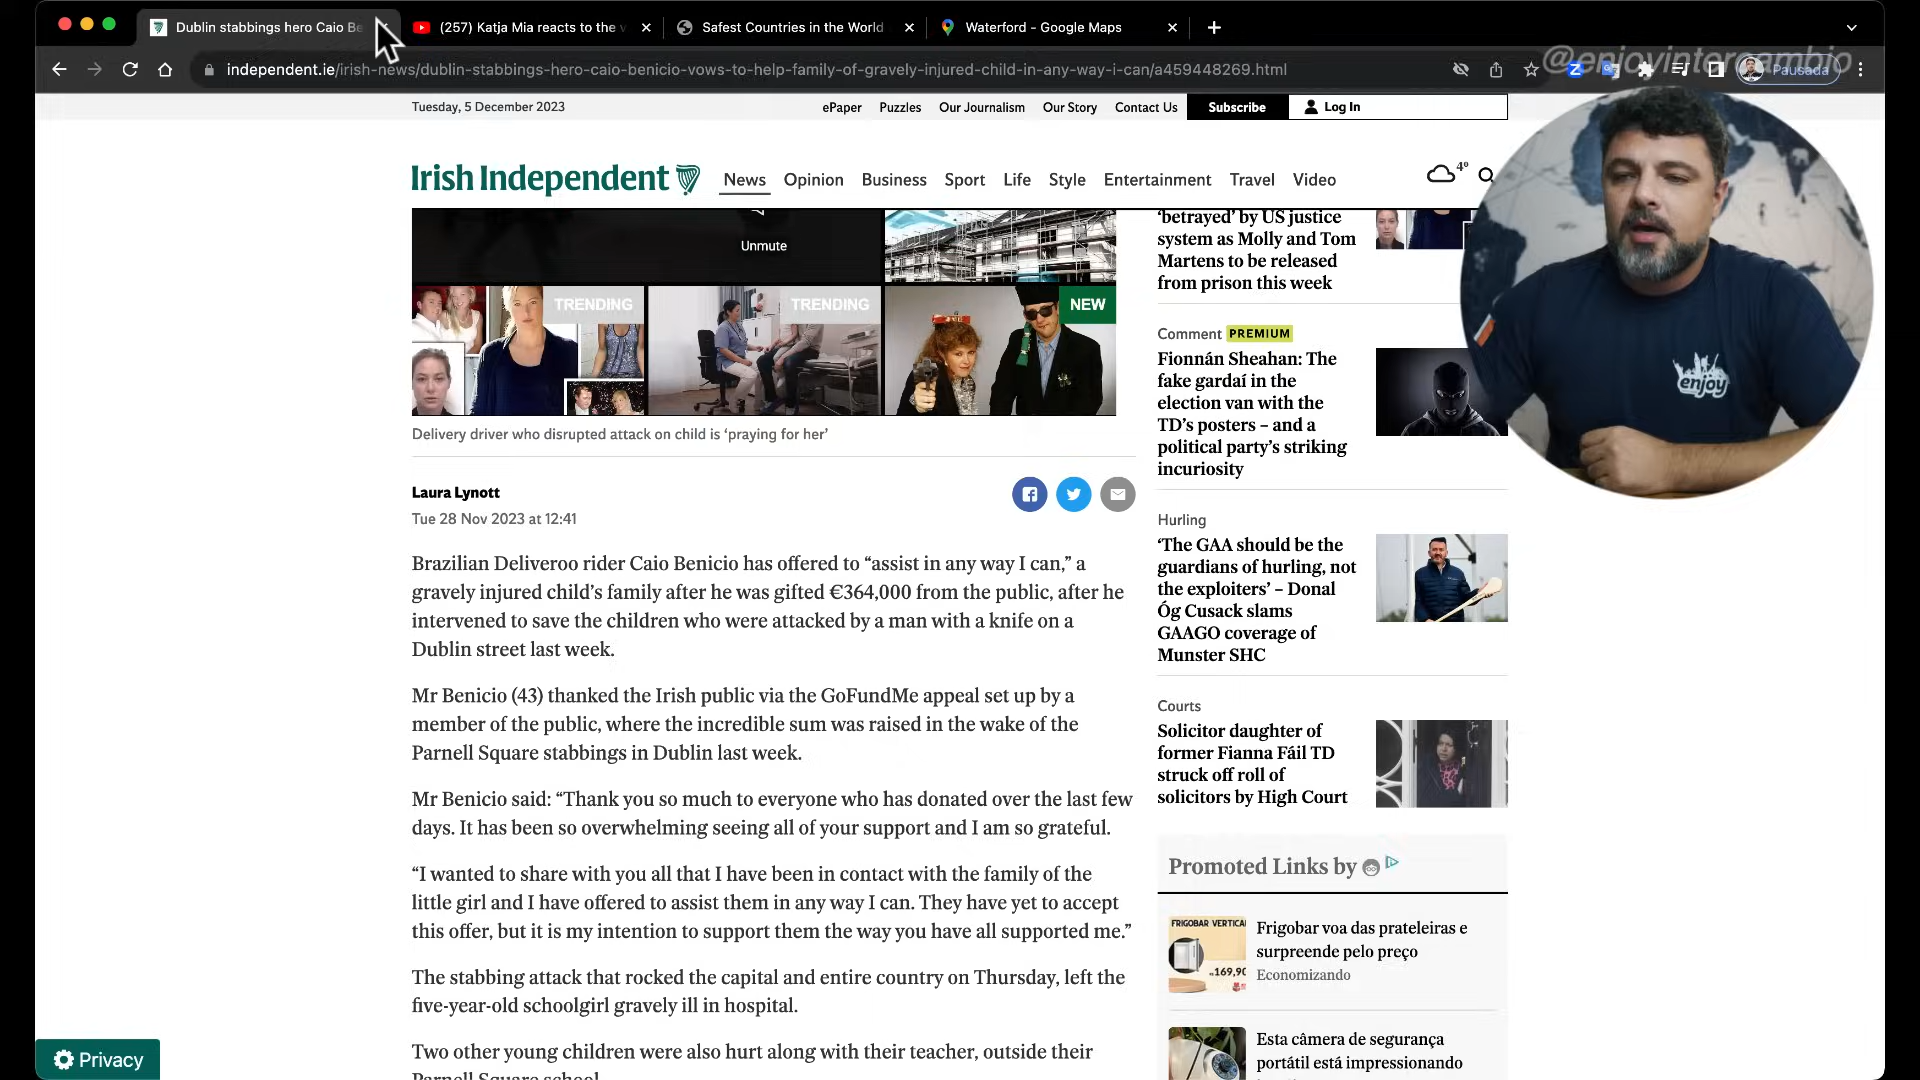 Dublin stabbings hero Caio Be
(257) Katja Mia reacts to the v
Safest Countries in the World
Waterford - Google Maps
independent.ie/irish-news/dublin-stabbings-hero-caio-benicio-vows-to-help-family-of-gravely-injured-child-in-any-way-i-can/a459448269.html
@enjoyintercambio
Pausada
Tuesday, 5 December 2023
ePaper Puzzles Our Journalism Our Story Contact Us Subscribe Log In
Irish Independent
News Opinion Business Sport Life Style Entertainment Travel Video
4°
Unmute
TRENDING
TRENDING
NEW
Delivery driver who disrupted attack on child is ‘praying for her’
Laura Lynott
Tue 28 Nov 2023 at 12:41
Brazilian Deliveroo rider Caio Benicio has offered to “assist in any way I can,” a
gravely injured child’s family after he was gifted €364,000 from the public, after he
intervened to save the children who were attacked by a man with a knife on a
Dublin street last week.
Mr Benicio (43) thanked the Irish public via the GoFundMe appeal set up by a
member of the public, where the incredible sum was raised in the wake of the
Parnell Square stabbings in Dublin last week.
Mr Benicio said: “Thank you so much to everyone who has donated over the last few
days. It has been so overwhelming seeing all of your support and I am so grateful.
“I wanted to share with you all that I have been in contact with the family of the
little girl and I have offered to assist them in any way I can. They have yet to accept
this offer, but it is my intention to support them the way you have all supported me.”
The stabbing attack that rocked the capital and entire country on Thursday, left the
five-year-old schoolgirl gravely ill in hospital.
Two other young children were also hurt along with their teacher, outside their
Parnell Square school.
‘betrayed’ by US justice
system as Molly and Tom
Martens to be released
from prison this week
Comment PREMIUM
Fionnán Sheahan: The
fake gardaí in the
election van with the
TD’s posters – and a
political party’s striking
incuriosity
Hurling
‘The GAA should be the
guardians of hurling, not
the exploiters’ – Donal
Óg Cusack slams
GAAGO coverage of
Munster SHC
Courts
Solicitor daughter of
former Fianna Fáil TD
struck off roll of
solicitors by High Court
Promoted Links by
FRIGOBAR VERTICAL
169,90
Frigobar voa das prateleiras e
surpreende pelo preço
Economizando
Esta câmera de segurança
portátil está impressionando
Privacy
enjoy